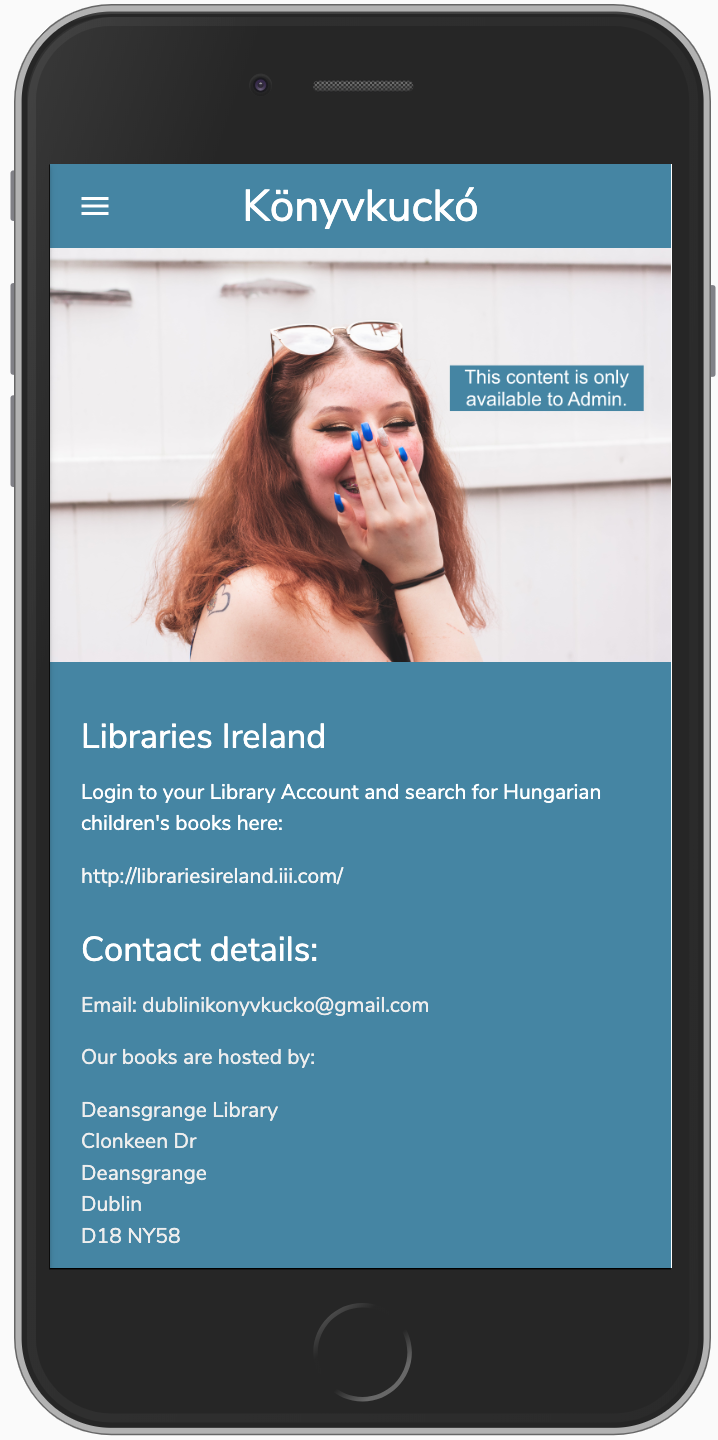 Könyvkuckó
This content is only
available to Admin.
Libraries Ireland
Login to your Library Account and search for Hungarian
children's books here:
http://librariesireland.iii.com/
Contact details:
Email: dublinikonyvkucko@gmail.com
Our books are hosted by:
Deansgrange Library
Clonkeen Dr
Deansgrange
Dublin
D18 NY58